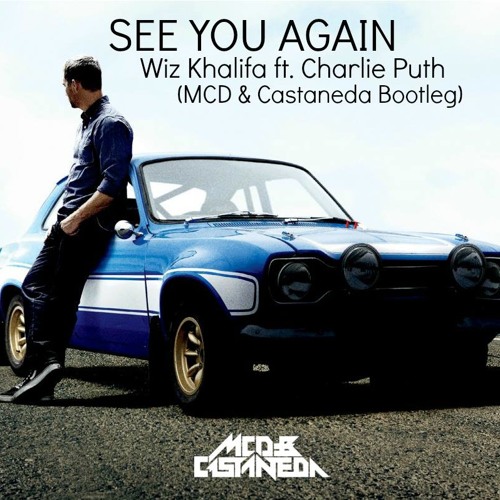 SEE YOU AGAIN
Wiz Khalifa ft. Charlie Puth
(MCD & Castaneda Bootleg)
MCD-B
CASTANEDA